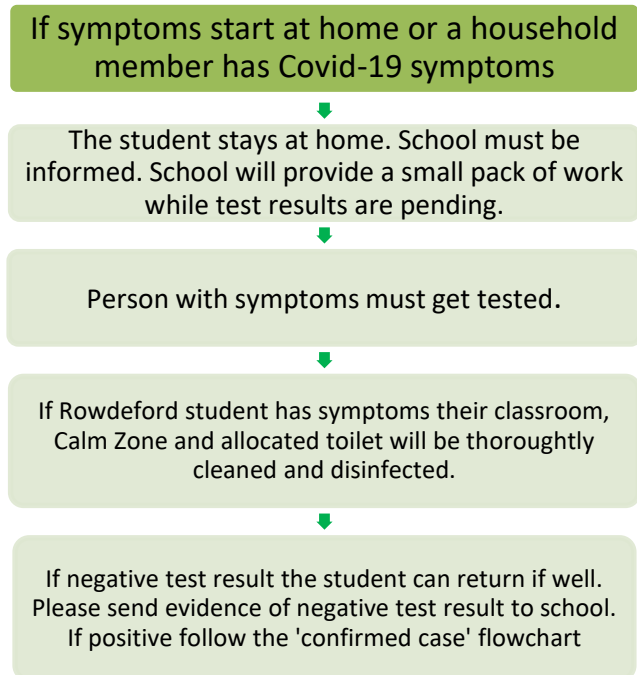 If symptoms start at home or a household
member has Covid-19 symptoms
The student stays at home. School must be
informed. School will provide a small pack of work
while test results are pending.
Person with symptoms must get tested.
If Rowdeford student has symptoms their classroom,
Calm Zone and allocated toilet will be thoroughtly
cleaned and disinfected.
If negative test result the student can return if well.
Please send evidence of negative test result to school.
If positive follow the 'confirmed case' flowchart